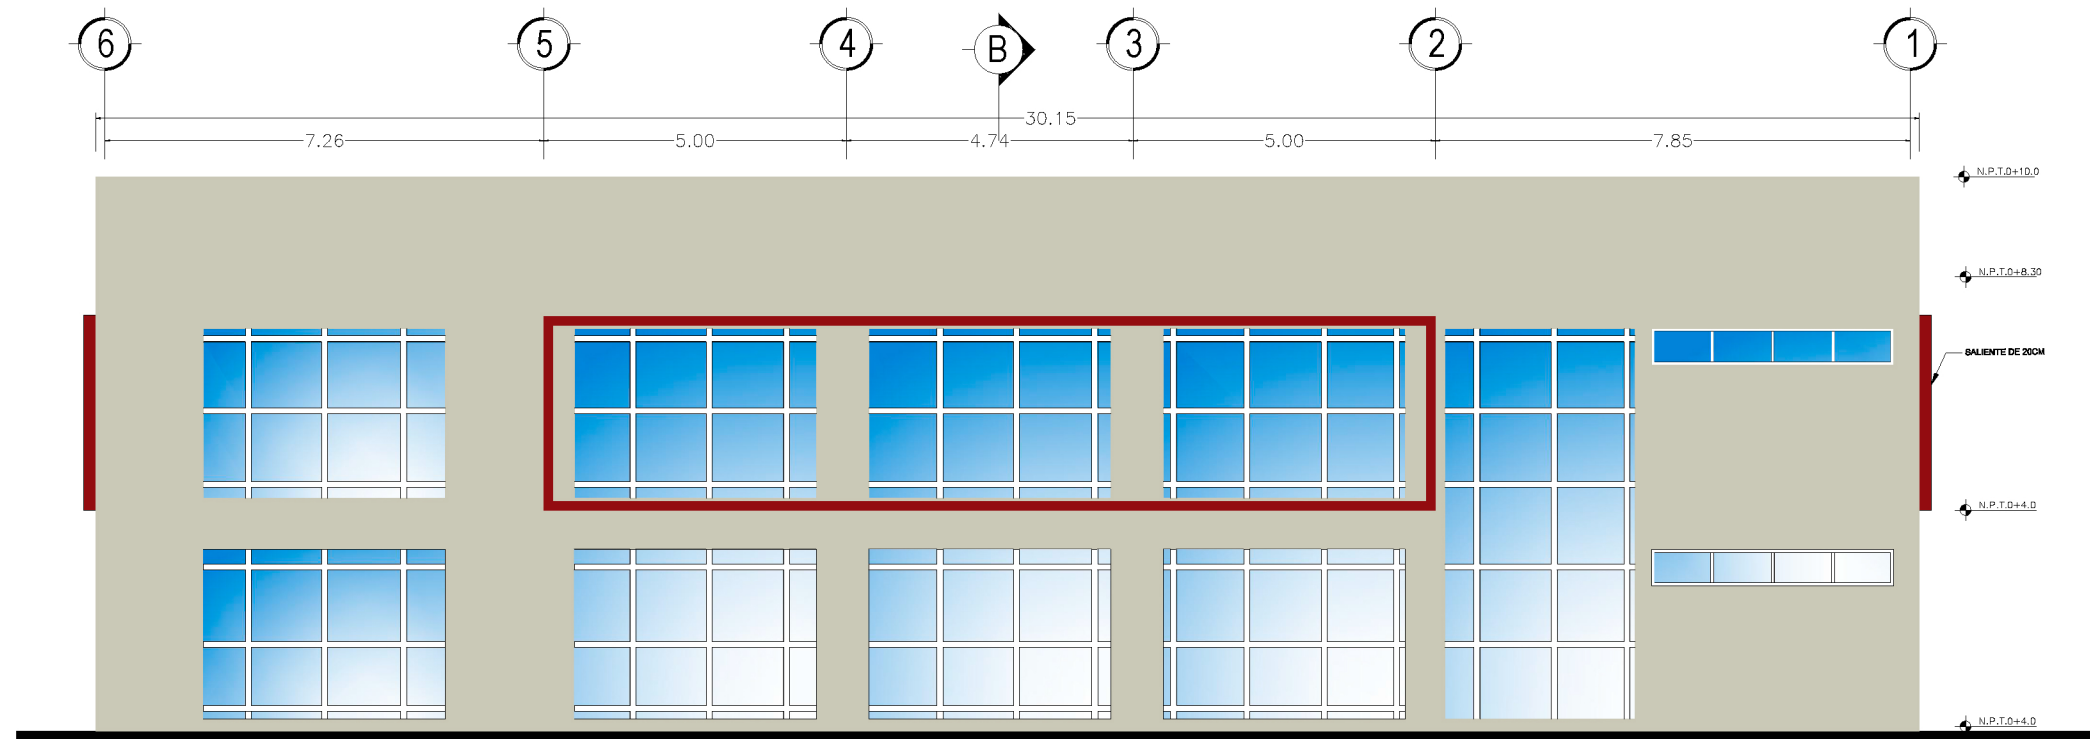 6 5 4 B 3 2 1
30.15
7.26 5.00 4.74 5.00 7.85
N.P.T.0+10.0
N.P.T.0+8.30
SALIENTE DE 20CM
N.P.T.0+4.0
N.P.T.0+4.0